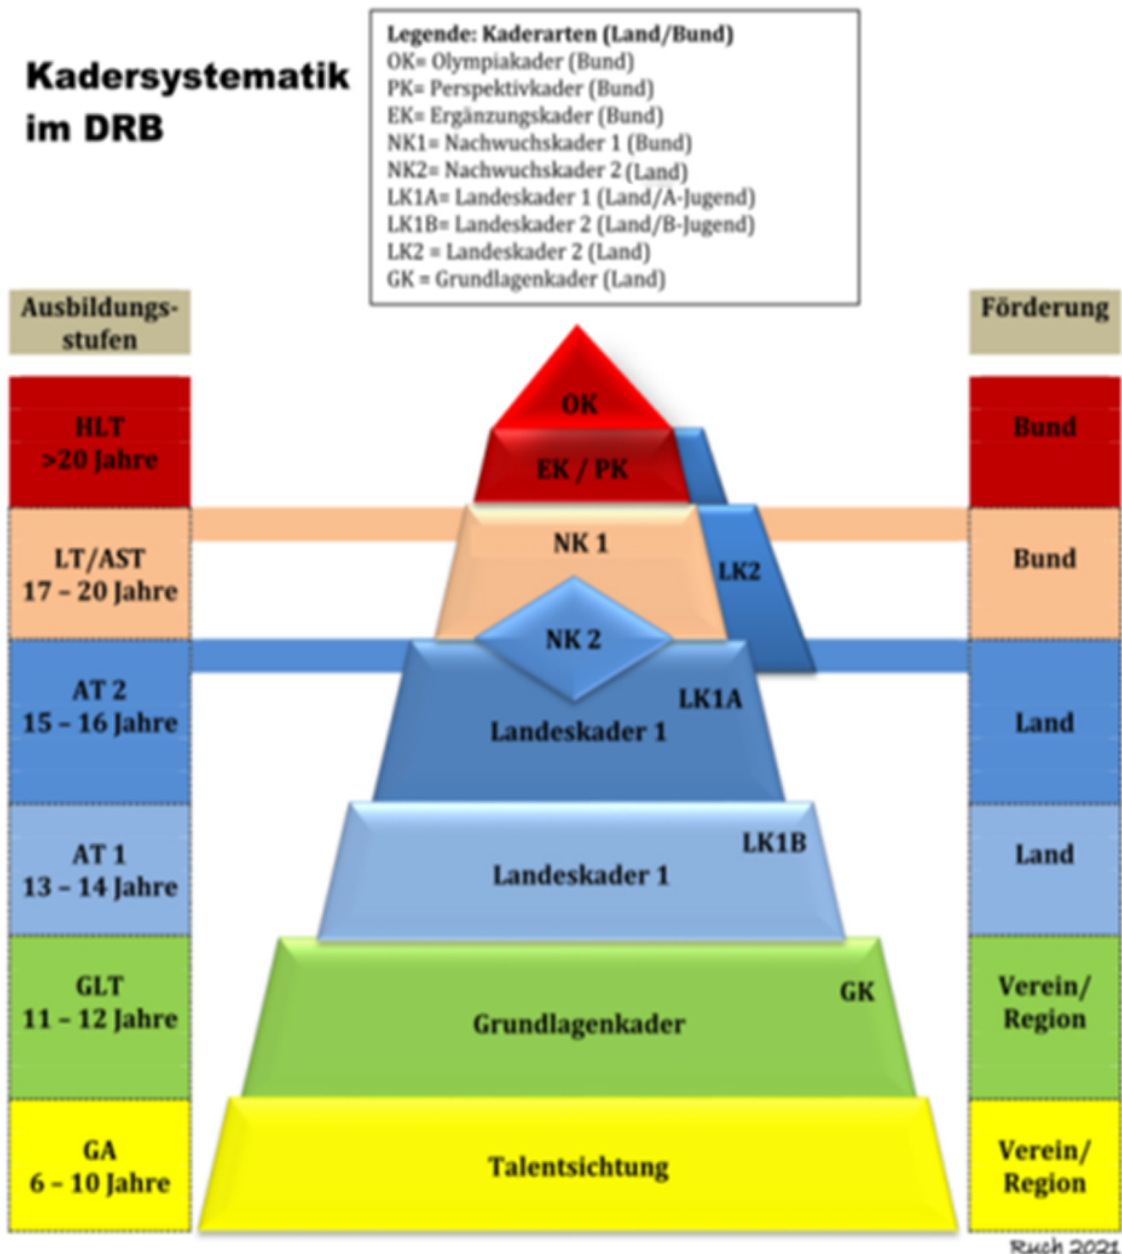 Kadersystematik
im DRB
Legende: Kaderarten (Land/Bund)
OK= Olympiakader (Bund)
PK= Perspektivkader (Bund)
EK= Ergänzungskader (Bund)
NK1= Nachwuchskader 1 (Bund)
NK2= Nachwuchskader 2 (Land)
LK1A= Landeskader 1 (Land/A-Jugend)
LK1B= Landeskader 2 (Land/B-Jugend)
LK2 = Landeskader 2 (Land)
GK = Grundlagenkader (Land)
Ausbildungs-
stufen
Förderung
HLT
>20 Jahre
OK
EK / PK
Bund
LT/AST
17 – 20 Jahre
NK 1
LK2
Bund
NK 2
AT 2
15 – 16 Jahre
LK1A
Landeskader 1
Land
AT 1
13 – 14 Jahre
LK1B
Landeskader 1
Land
GLT
11 – 12 Jahre
GK
Grundlagenkader
Verein/
Region
GA
6 – 10 Jahre
Talentsichtung
Verein/
Region
Ruch 2021